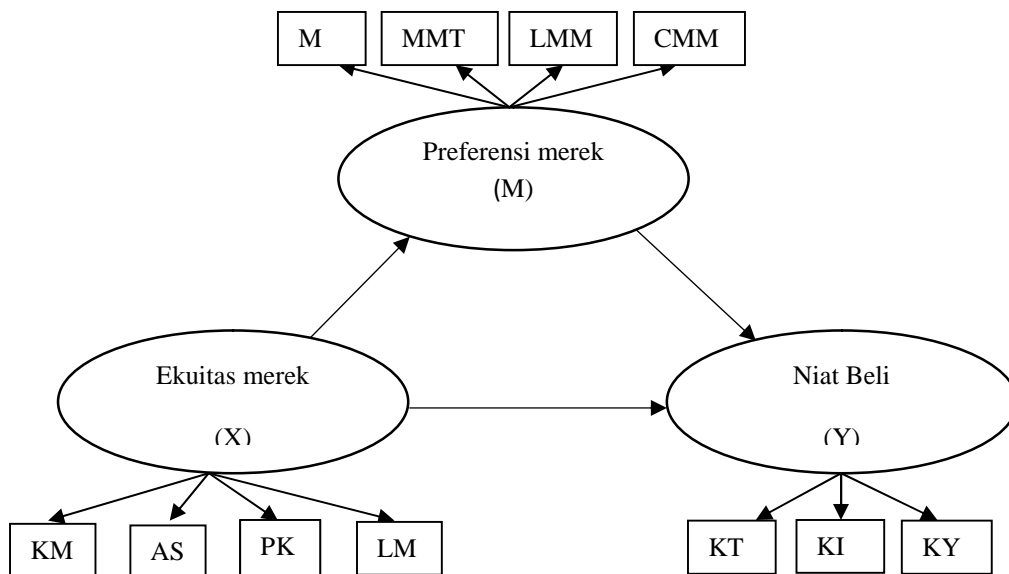 M MMT LMM CMM
Preferensi merek
(M)
Ekuitas merek
(X)
Niat Beli
(Y)
KM AS PK LM
KT KI KY